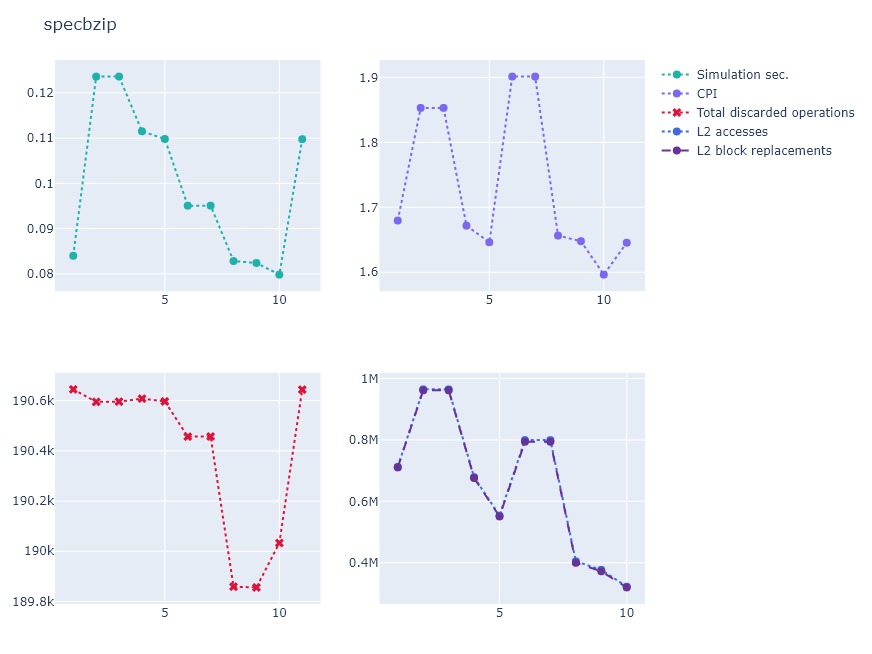 specbzip
0.12
0.11
0.1
0.09
0.08
5
10
1.9
1.8
1.7
1.6
5
10
Simulation sec.
CPI
Total discarded operations
L2 accesses
L2 block replacements
190.6k
190.4k
190.2k
190k
189.8k
5
10
1M
0.8M
0.6M
0.4M
5
10